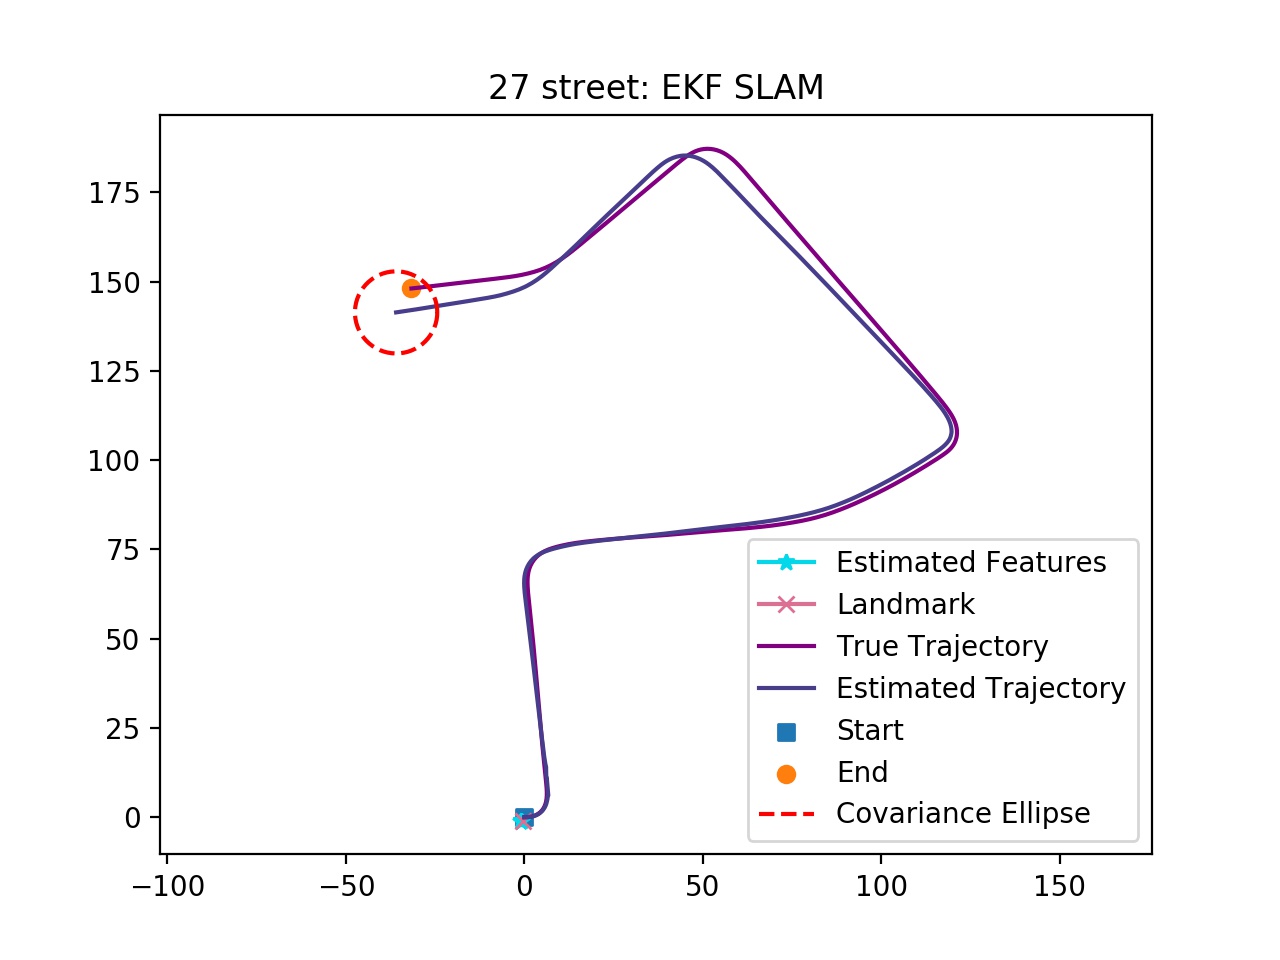 27 street: EKF SLAM
175
150
125
100
75
50
25
0
Estimated Features
Landmark
True Trajectory
Estimated Trajectory
Start
End
Covariance Ellipse
−100 −50 0 50 100 150